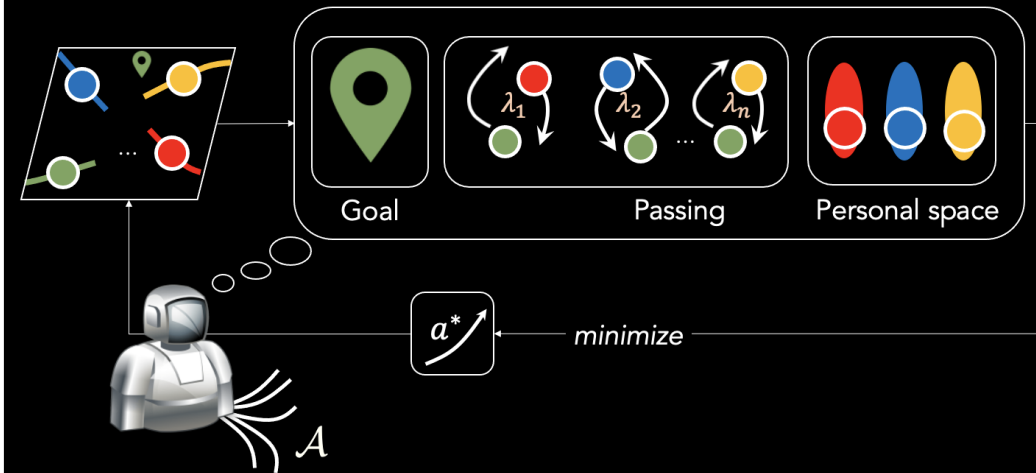 λ₁
λ₂
λₙ
...
...
Goal
Passing
Personal space
a*
minimize
𝒜